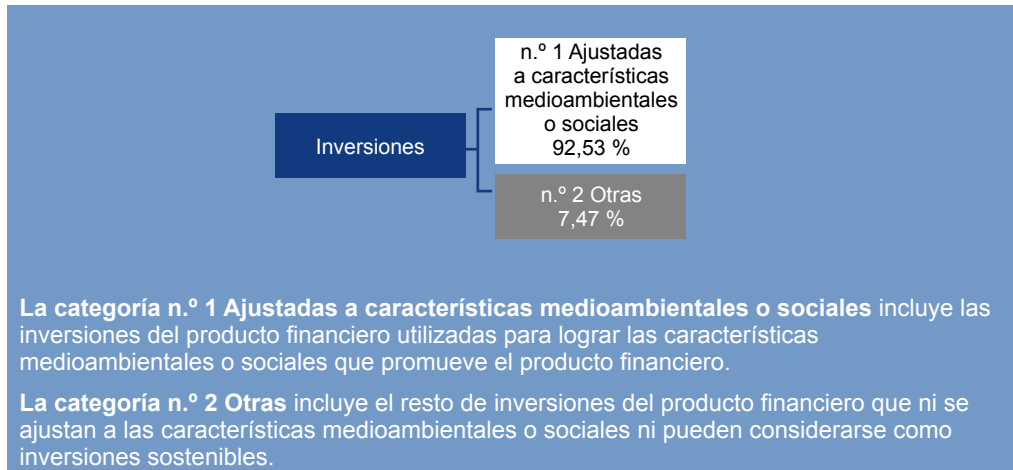 n.º 1 Ajustadas
a características
medioambientales
o sociales
92,53 %
Inversiones
n.º 2 Otras
7,47 %
La categoría n.º 1 Ajustadas a características medioambientales o sociales incluye las
inversiones del producto financiero utilizadas para lograr las características
medioambientales o sociales que promueve el producto financiero.
La categoría n.º 2 Otras incluye el resto de inversiones del producto financiero que ni se
ajustan a las características medioambientales o sociales ni pueden considerarse como
inversiones sostenibles.